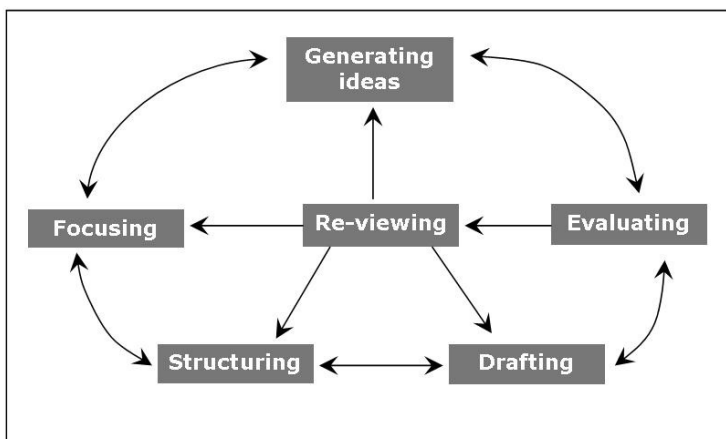 Generating
ideas
Focusing
Re-viewing
Evaluating
Structuring
Drafting